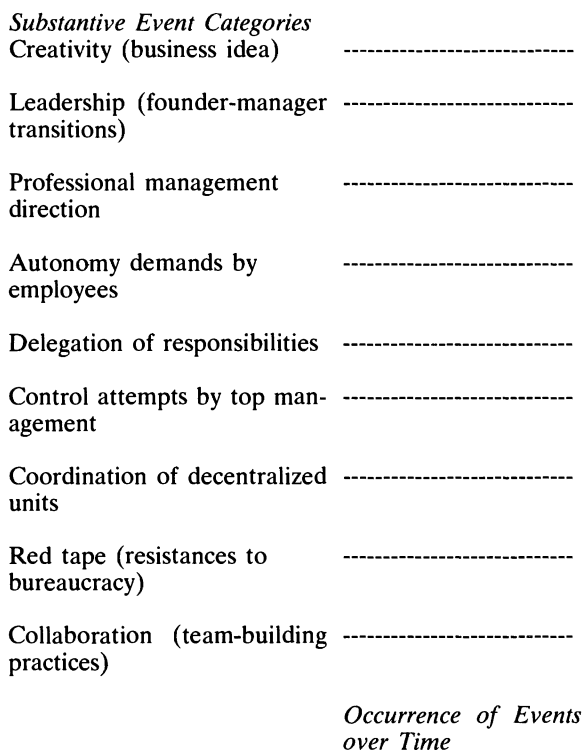 Substantive Event Categories
Creativity (business idea) ----------------------------
Leadership (founder-manager ----------------------------
transitions)
Professional management ----------------------------
direction
Autonomy demands by ----------------------------
employees
Delegation of responsibilities ----------------------------
Control attempts by top man- ----------------------------
agement
Coordination of decentralized ----------------------------
units
Red tape (resistances to ----------------------------
bureaucracy)
Collaboration (team-building ----------------------------
practices)
Occurrence of Events
over Time